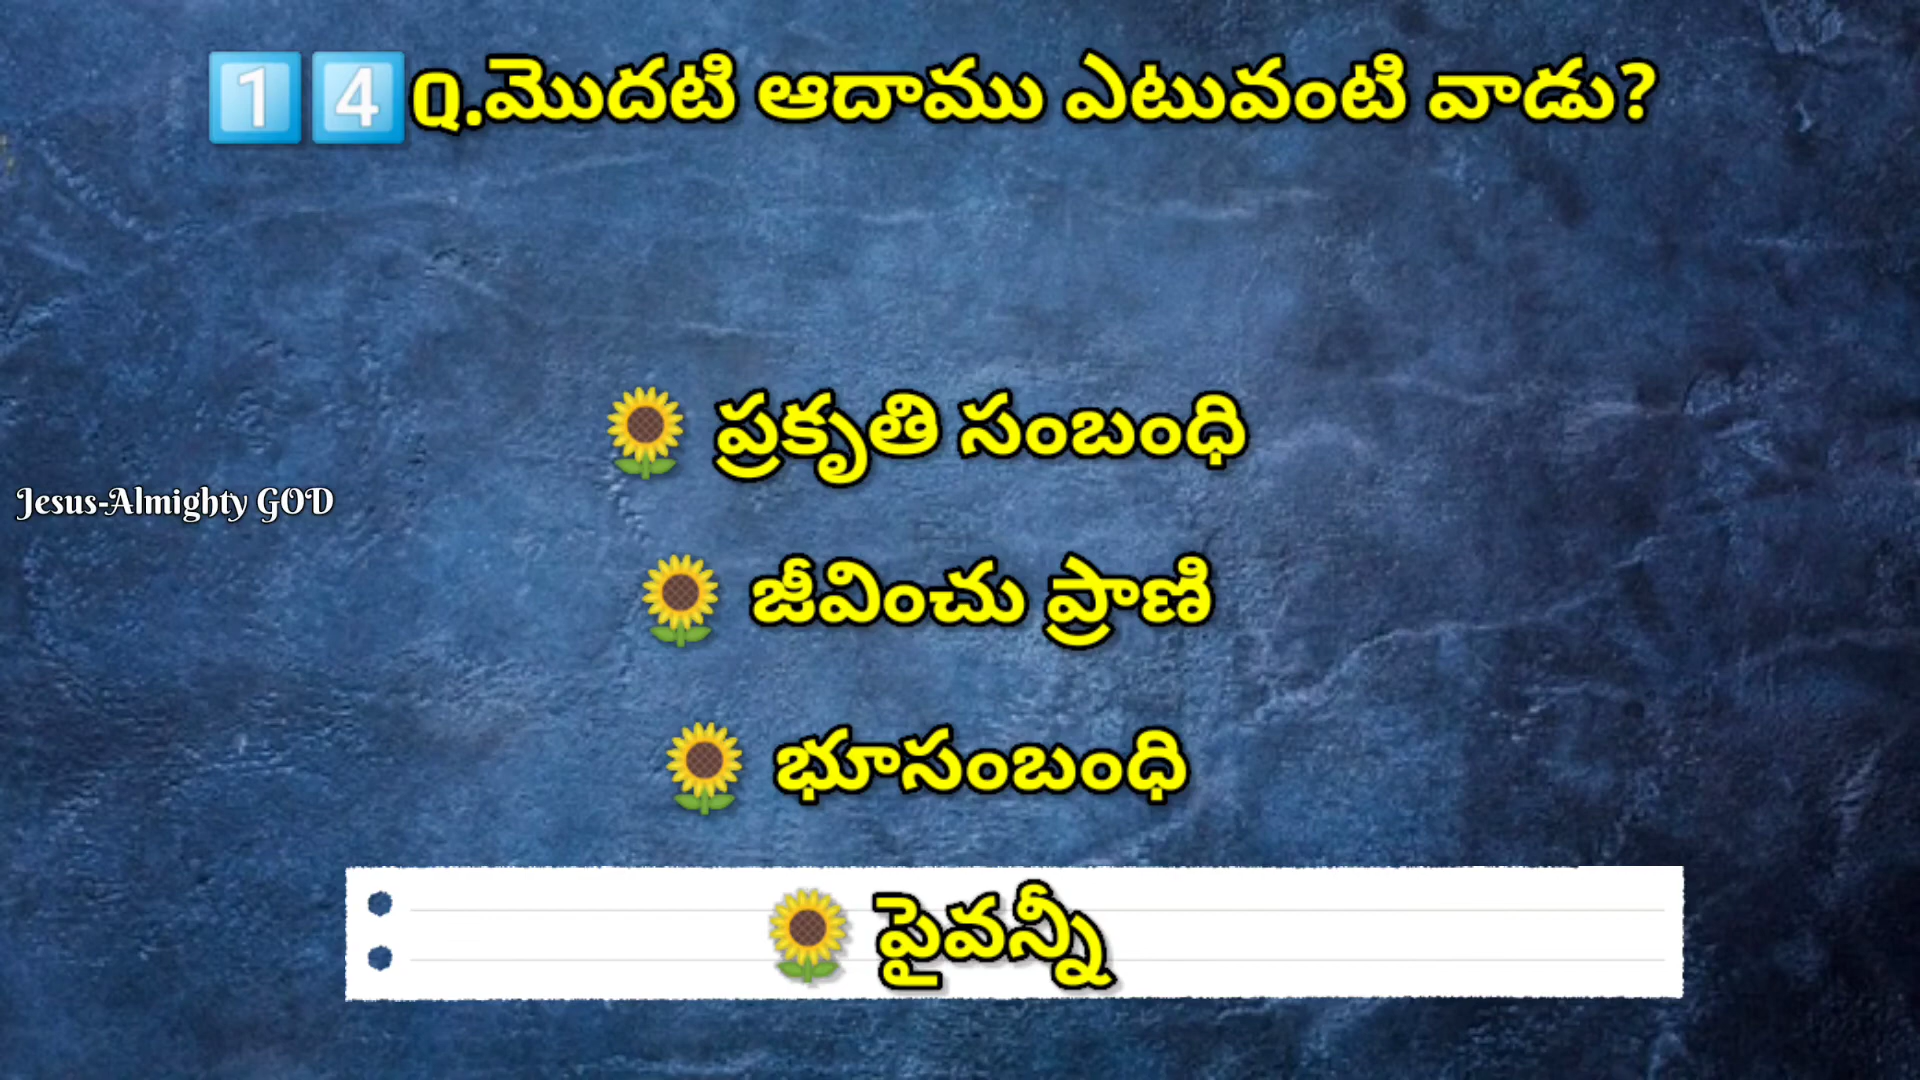 1️⃣4️⃣Q.మొదటి ఆదాము ఎటువంటి వాడు?
🌻 ప్రకృతి సంబంధి
Jesus-Almighty GOD
🌻 జీవించు ప్రాణి
🌻 భూసంబంధి
🌻 పైవన్నీ